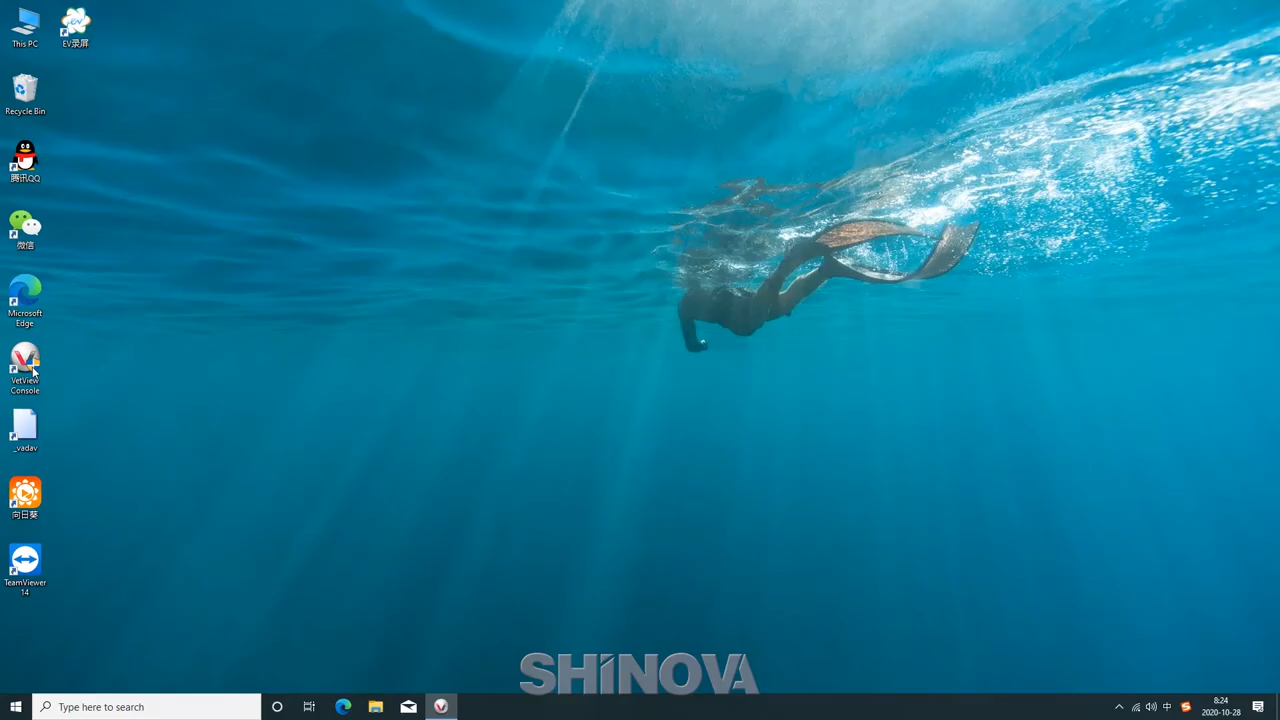 This PC
EV录屏
Recycle Bin
腾讯QQ
微信
Microsoft
Edge
VetView
Console
_vadav
向日葵
TeamViewer
14
SHiNOVA
Type here to search
中
8:24
2020-10-28